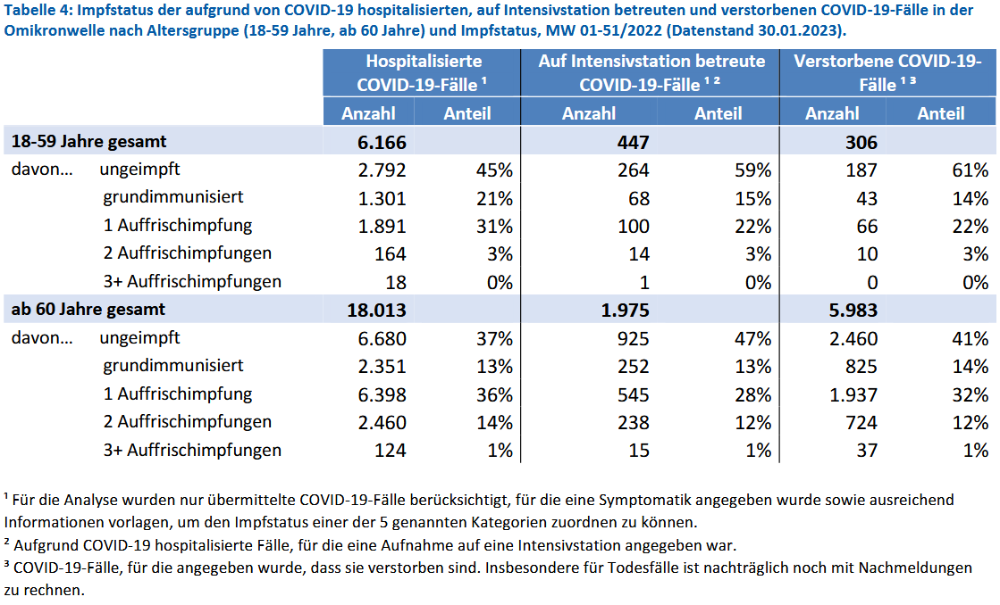 Tabelle 4: Impfstatus der aufgrund von COVID-19 hospitalisierten, auf Intensivstation betreuten und verstorbenen COVID-19-Fälle in der
Omikronwelle nach Altersgruppe (18-59 Jahre, ab 60 Jahre) und Impfstatus, MW 01-51/2022 (Datenstand 30.01.2023).
Hospitalisierte COVID-19-Fälle ¹ Auf Intensivstation betreute COVID-19-Fälle ¹ ² Verstorbene COVID-19-Fälle ¹ ³
Anzahl Anteil Anzahl Anteil Anzahl Anteil
18-59 Jahre gesamt 6.166 447 306
davon... ungeimpft 2.792 45% 264 59% 187 61%
grundimmunisiert 1.301 21% 68 15% 43 14%
1 Auffrischimpfung 1.891 31% 100 22% 66 22%
2 Auffrischimpfungen 164 3% 14 3% 10 3%
3+ Auffrischimpfungen 18 0% 1 0% 0 0%
ab 60 Jahre gesamt 18.013 1.975 5.983
davon... ungeimpft 6.680 37% 925 47% 2.460 41%
grundimmunisiert 2.351 13% 252 13% 825 14%
1 Auffrischimpfung 6.398 36% 545 28% 1.937 32%
2 Auffrischimpfungen 2.460 14% 238 12% 724 12%
3+ Auffrischimpfungen 124 1% 15 1% 37 1%
¹ Für die Analyse wurden nur übermittelte COVID-19-Fälle berücksichtigt, für die eine Symptomatik angegeben wurde sowie ausreichend
Informationen vorlagen, um den Impfstatus einer der 5 genannten Kategorien zuordnen zu können.
² Aufgrund COVID-19 hospitalisierte Fälle, für die eine Aufnahme auf eine Intensivstation angegeben war.
³ COVID-19-Fälle, für die angegeben wurde, dass sie verstorben sind. Insbesondere für Todesfälle ist nachträglich noch mit Nachmeldungen
zu rechnen.